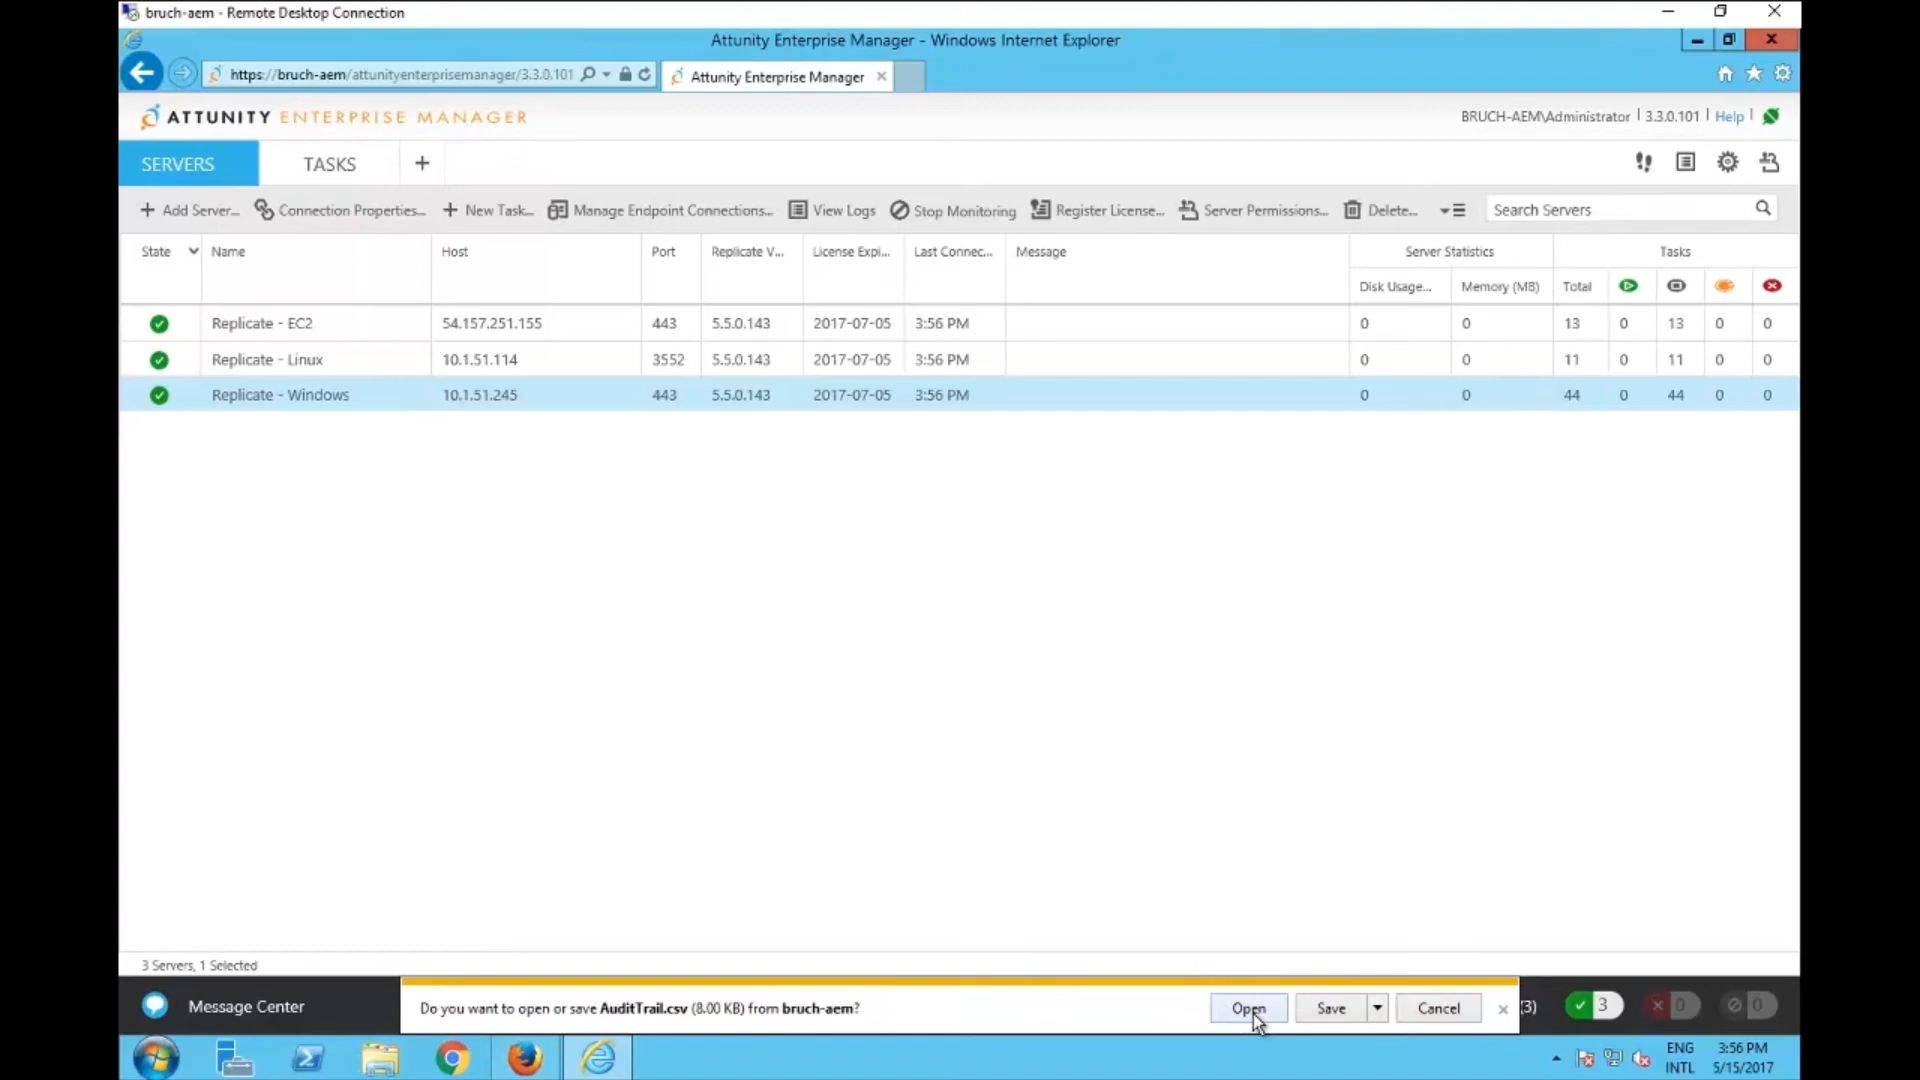 bruch-aem - Remote Desktop Connection
Attunity Enterprise Manager - Windows Internet Explorer
https://bruch-aem/attunityenterprisemanager/3.3.0.101
Attunity Enterprise Manager
ATTUNITY ENTERPRISE MANAGER
BRUCH-AEM\Administrator | 3.3.0.101 | Help |
SERVERS TASKS +
+ Add Server... Connection Properties... + New Task... Manage Endpoint Connections... View Logs Stop Monitoring Register License... Server Permissions... Delete... Search Servers
State Name Host Port Replicate V... License Expi... Last Connec... Message Server Statistics Tasks
Disk Usage... Memory (MB) Total
Replicate - EC2 54.157.251.155 443 5.5.0.143 2017-07-05 3:56 PM 0 0 13 0 13 0 0
Replicate - Linux 10.1.51.114 3552 5.5.0.143 2017-07-05 3:56 PM 0 0 11 0 11 0 0
Replicate - Windows 10.1.51.245 443 5.5.0.143 2017-07-05 3:56 PM 0 0 44 0 44 0 0
3 Servers, 1 Selected
Message Center Do you want to open or save AuditTrail.csv (8.00 KB) from bruch-aem? Open Save Cancel (3) 3 0 0
ENG 3:56 PM
INTL 5/15/2017